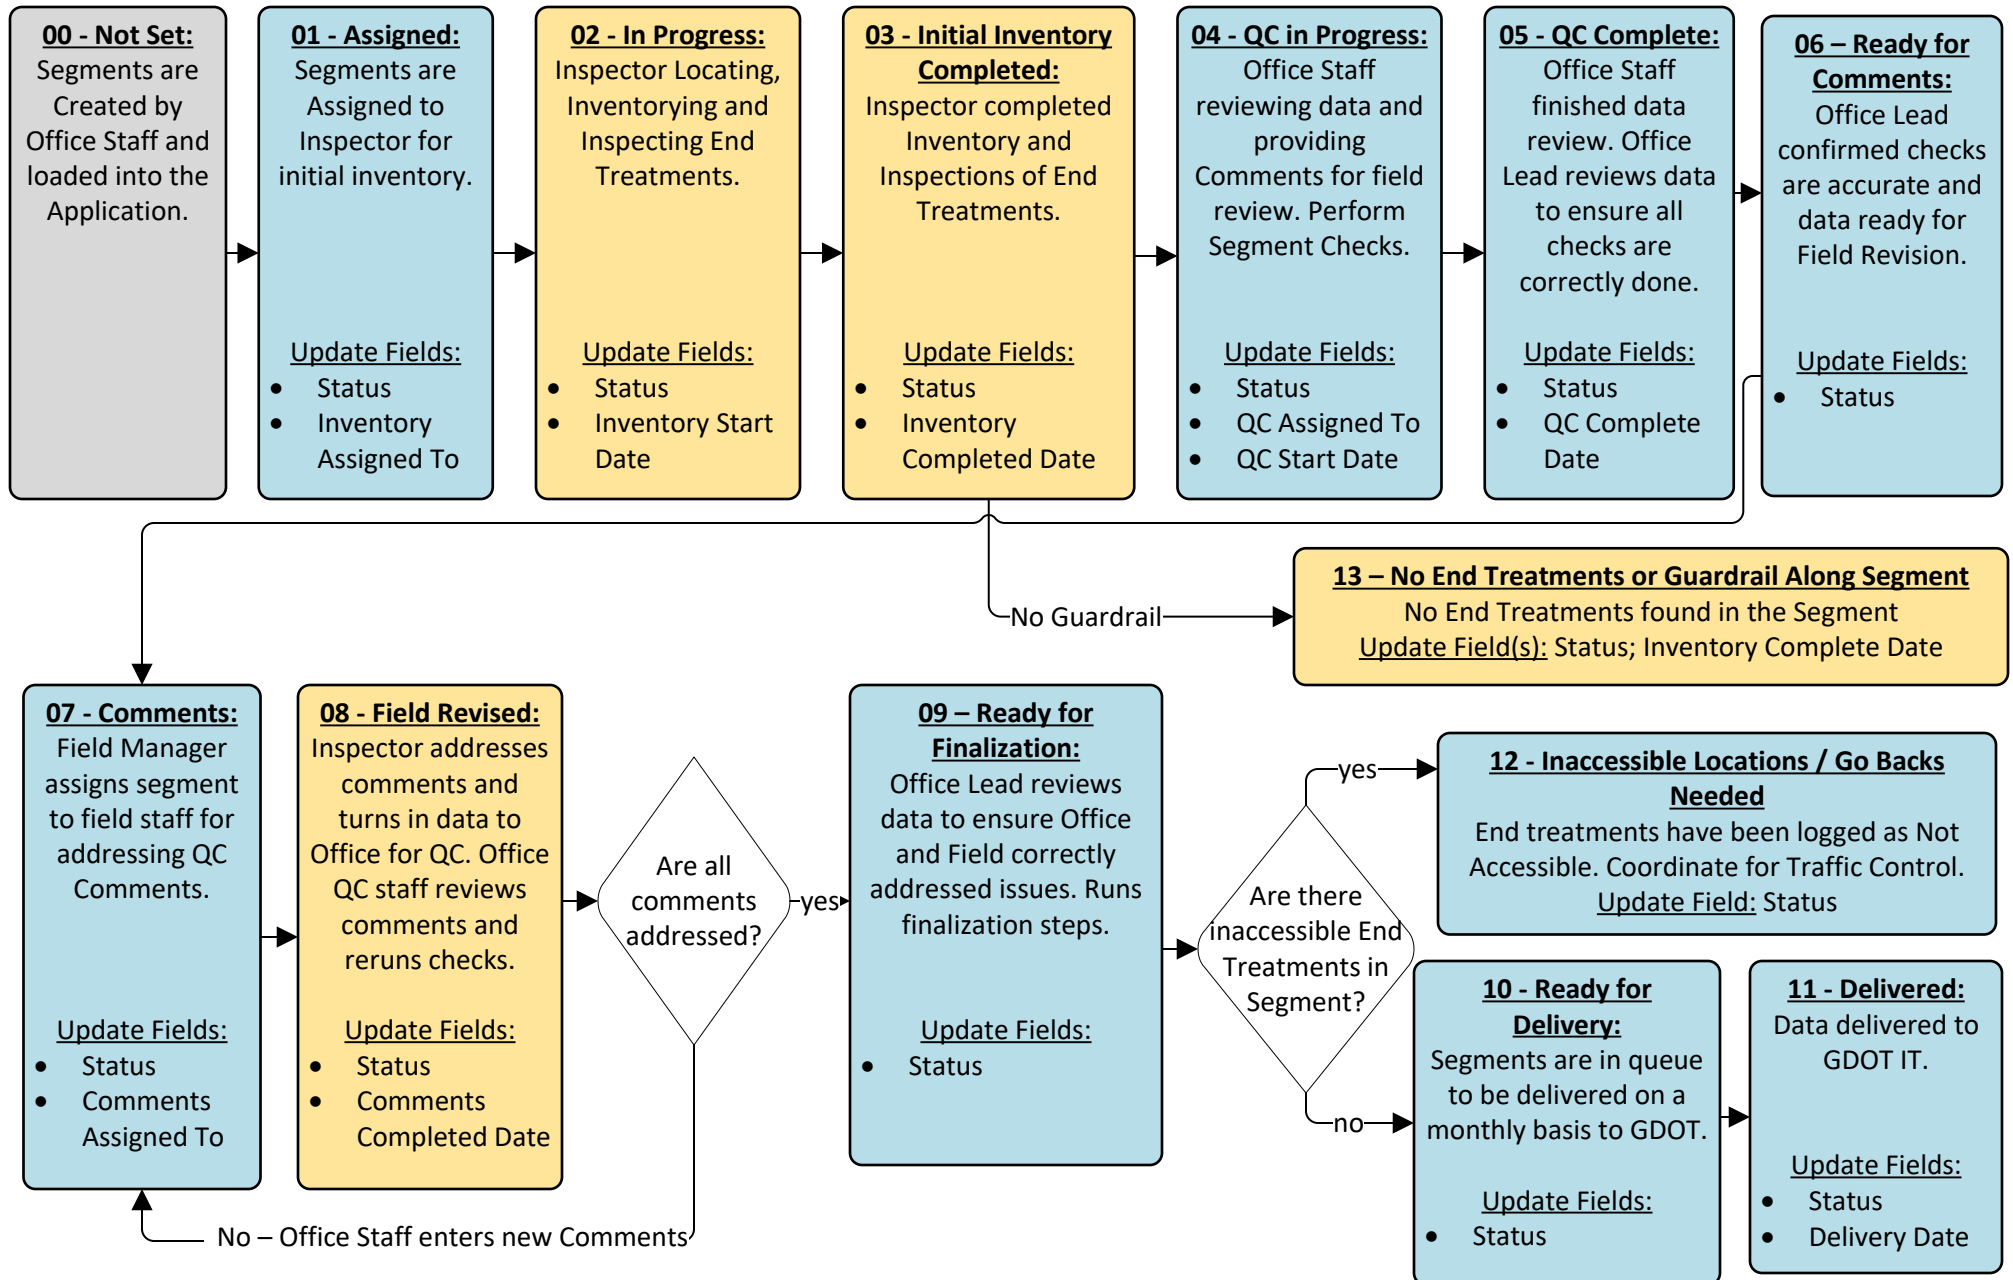 00 - Not Set:
Segments are
Created by
Office Staff and
loaded into the
Application.
01 - Assigned:
Segments are
Assigned to
Inspector for
initial inventory.
Update Fields:
• Status
• Inventory
Assigned To
02 - In Progress:
Inspector Locating,
Inventorying and
Inspecting End
Treatments.
Update Fields:
• Status
• Inventory Start
Date
03 - Initial Inventory
Completed:
Inspector completed
Inventory and
Inspections of End
Treatments.
Update Fields:
• Status
• Inventory
Completed Date
04 - QC in Progress:
Office Staff
reviewing data and
providing
Comments for field
review. Perform
Segment Checks.
Update Fields:
• Status
• QC Assigned To
• QC Start Date
05 - QC Complete:
Office Staff
finished data
review. Office
Lead reviews data
to ensure all
checks are
correctly done.
Update Fields:
• Status
• QC Complete
Date
06 – Ready for
Comments:
Office Lead
confirmed checks
are accurate and
data ready for
Field Revision.
Update Fields:
• Status
No Guardrail
13 – No End Treatments or Guardrail Along Segment
No End Treatments found in the Segment
Update Field(s): Status; Inventory Complete Date
07 - Comments:
Field Manager
assigns segment
to field staff for
addressing QC
Comments.
Update Fields:
• Status
• Comments
Assigned To
08 - Field Revised:
Inspector addresses
comments and
turns in data to
Office for QC. Office
QC staff reviews
comments and
reruns checks.
Update Fields:
• Status
• Comments
Completed Date
Are all
comments
addressed?
yes
No – Office Staff enters new Comments
09 – Ready for
Finalization:
Office Lead reviews
data to ensure Office
and Field correctly
addressed issues. Runs
finalization steps.
Update Fields:
• Status
Are there
inaccessible End
Treatments in
Segment?
yes
no
12 - Inaccessible Locations / Go Backs
Needed
End treatments have been logged as Not
Accessible. Coordinate for Traffic Control.
Update Field: Status
10 - Ready for
Delivery:
Segments are in queue
to be delivered on a
monthly basis to GDOT.
Update Fields:
• Status
11 - Delivered:
Data delivered to
GDOT IT.
Update Fields:
• Status
• Delivery Date